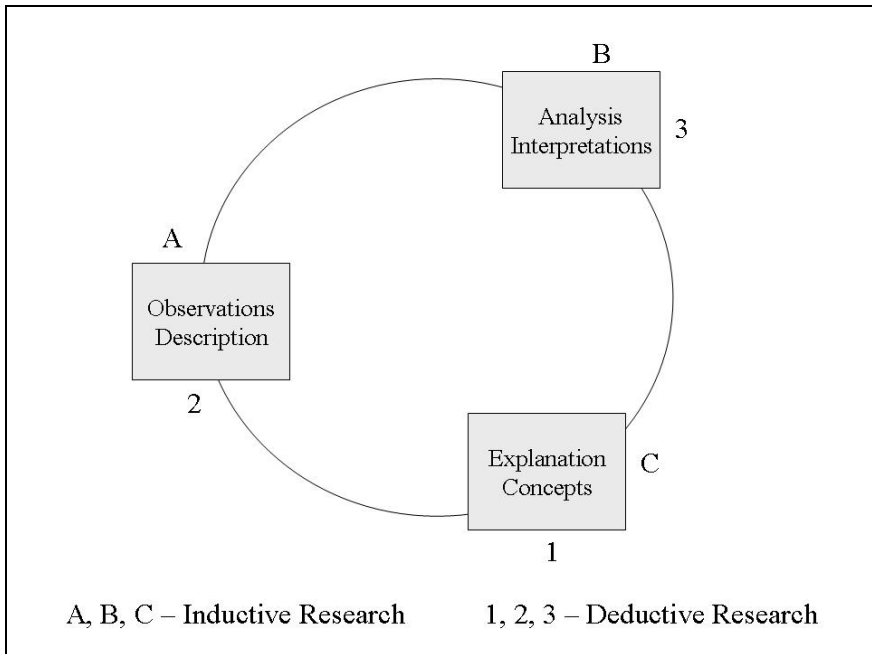 B
Analysis
Interpretations
3
A
Observations
Description
2
Explanation
Concepts
C
1
A, B, C – Inductive Research
1, 2, 3 – Deductive Research